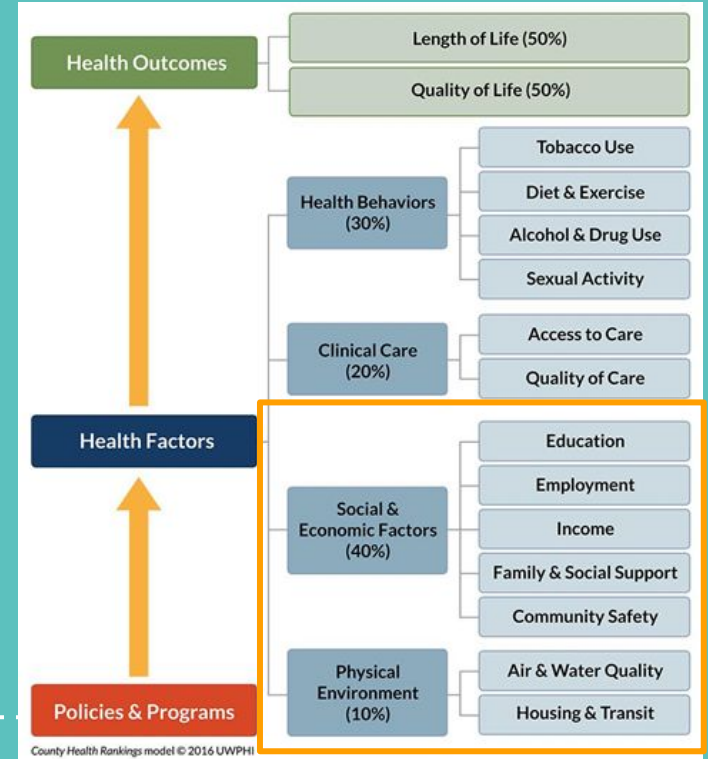 Health Outcomes
Length of Life (50%)
Quality of Life (50%)
Health Behaviors
(30%)
Tobacco Use
Diet & Exercise
Alcohol & Drug Use
Sexual Activity
Clinical Care
(20%)
Access to Care
Quality of Care
Health Factors
Social &
Economic Factors
(40%)
Education
Employment
Income
Family & Social Support
Community Safety
Physical
Environment
(10%)
Air & Water Quality
Housing & Transit
Policies & Programs
County Health Rankings model © 2016 UWPHI